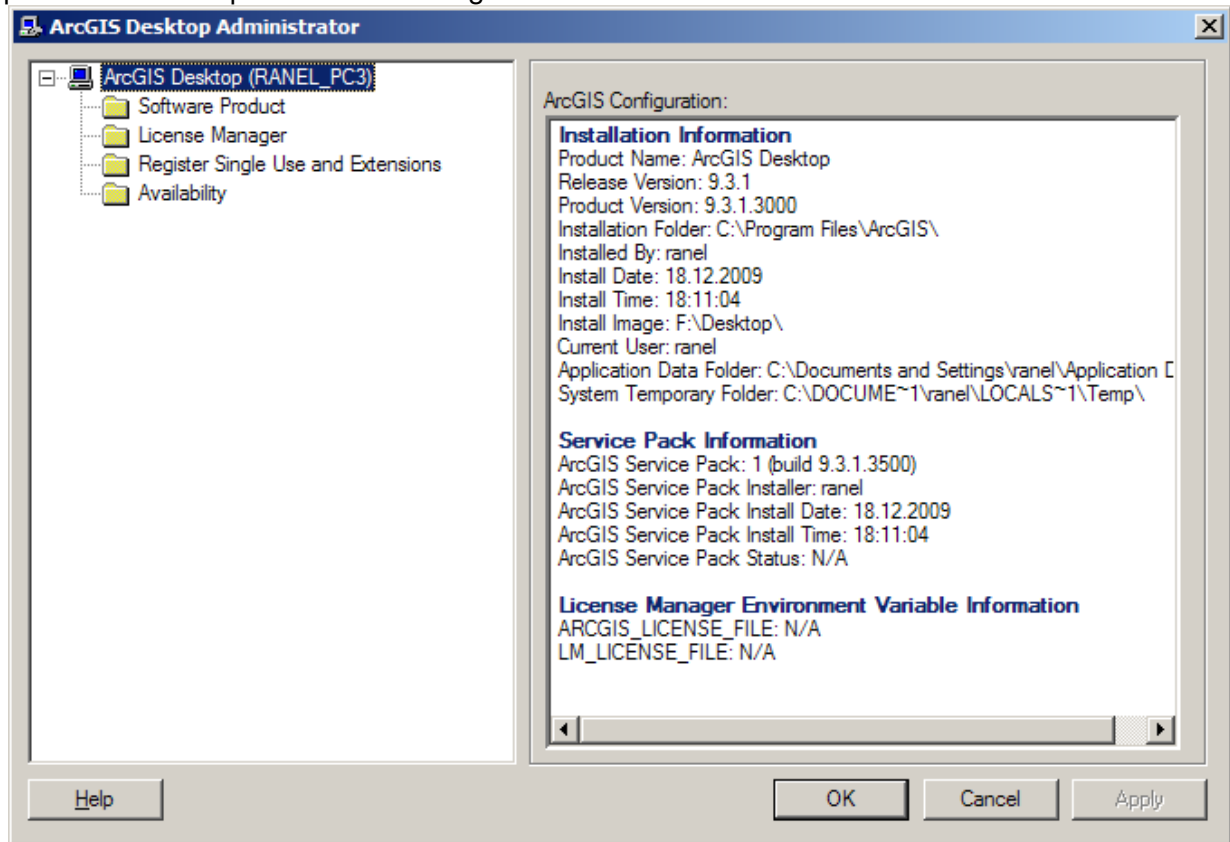 ArcGIS Desktop Administrator
ArcGIS Desktop (RANEL_PC3)
Software Product
License Manager
Register Single Use and Extensions
Availability
ArcGIS Configuration:
Installation Information
Product Name: ArcGIS Desktop
Release Version: 9.3.1
Product Version: 9.3.1.3000
Installation Folder: C:\Program Files\ArcGIS\
Installed By: ranel
Install Date: 18.12.2009
Install Time: 18:11:04
Install Image: F:\Desktop\
Current User: ranel
Application Data Folder: C:\Documents and Settings\ranel\Application
System Temporary Folder: C:\DOCUME~1\ranel\LOCALS~1\Temp\
Service Pack Information
ArcGIS Service Pack: 1 (build 9.3.1.3500)
ArcGIS Service Pack Installer: ranel
ArcGIS Service Pack Install Date: 18.12.2009
ArcGIS Service Pack Install Time: 18:11:04
ArcGIS Service Pack Status: N/A
License Manager Environment Variable Information
ARCGIS_LICENSE_FILE: N/A
LM_LICENSE_FILE: N/A
Help
OK
Cancel
Apply